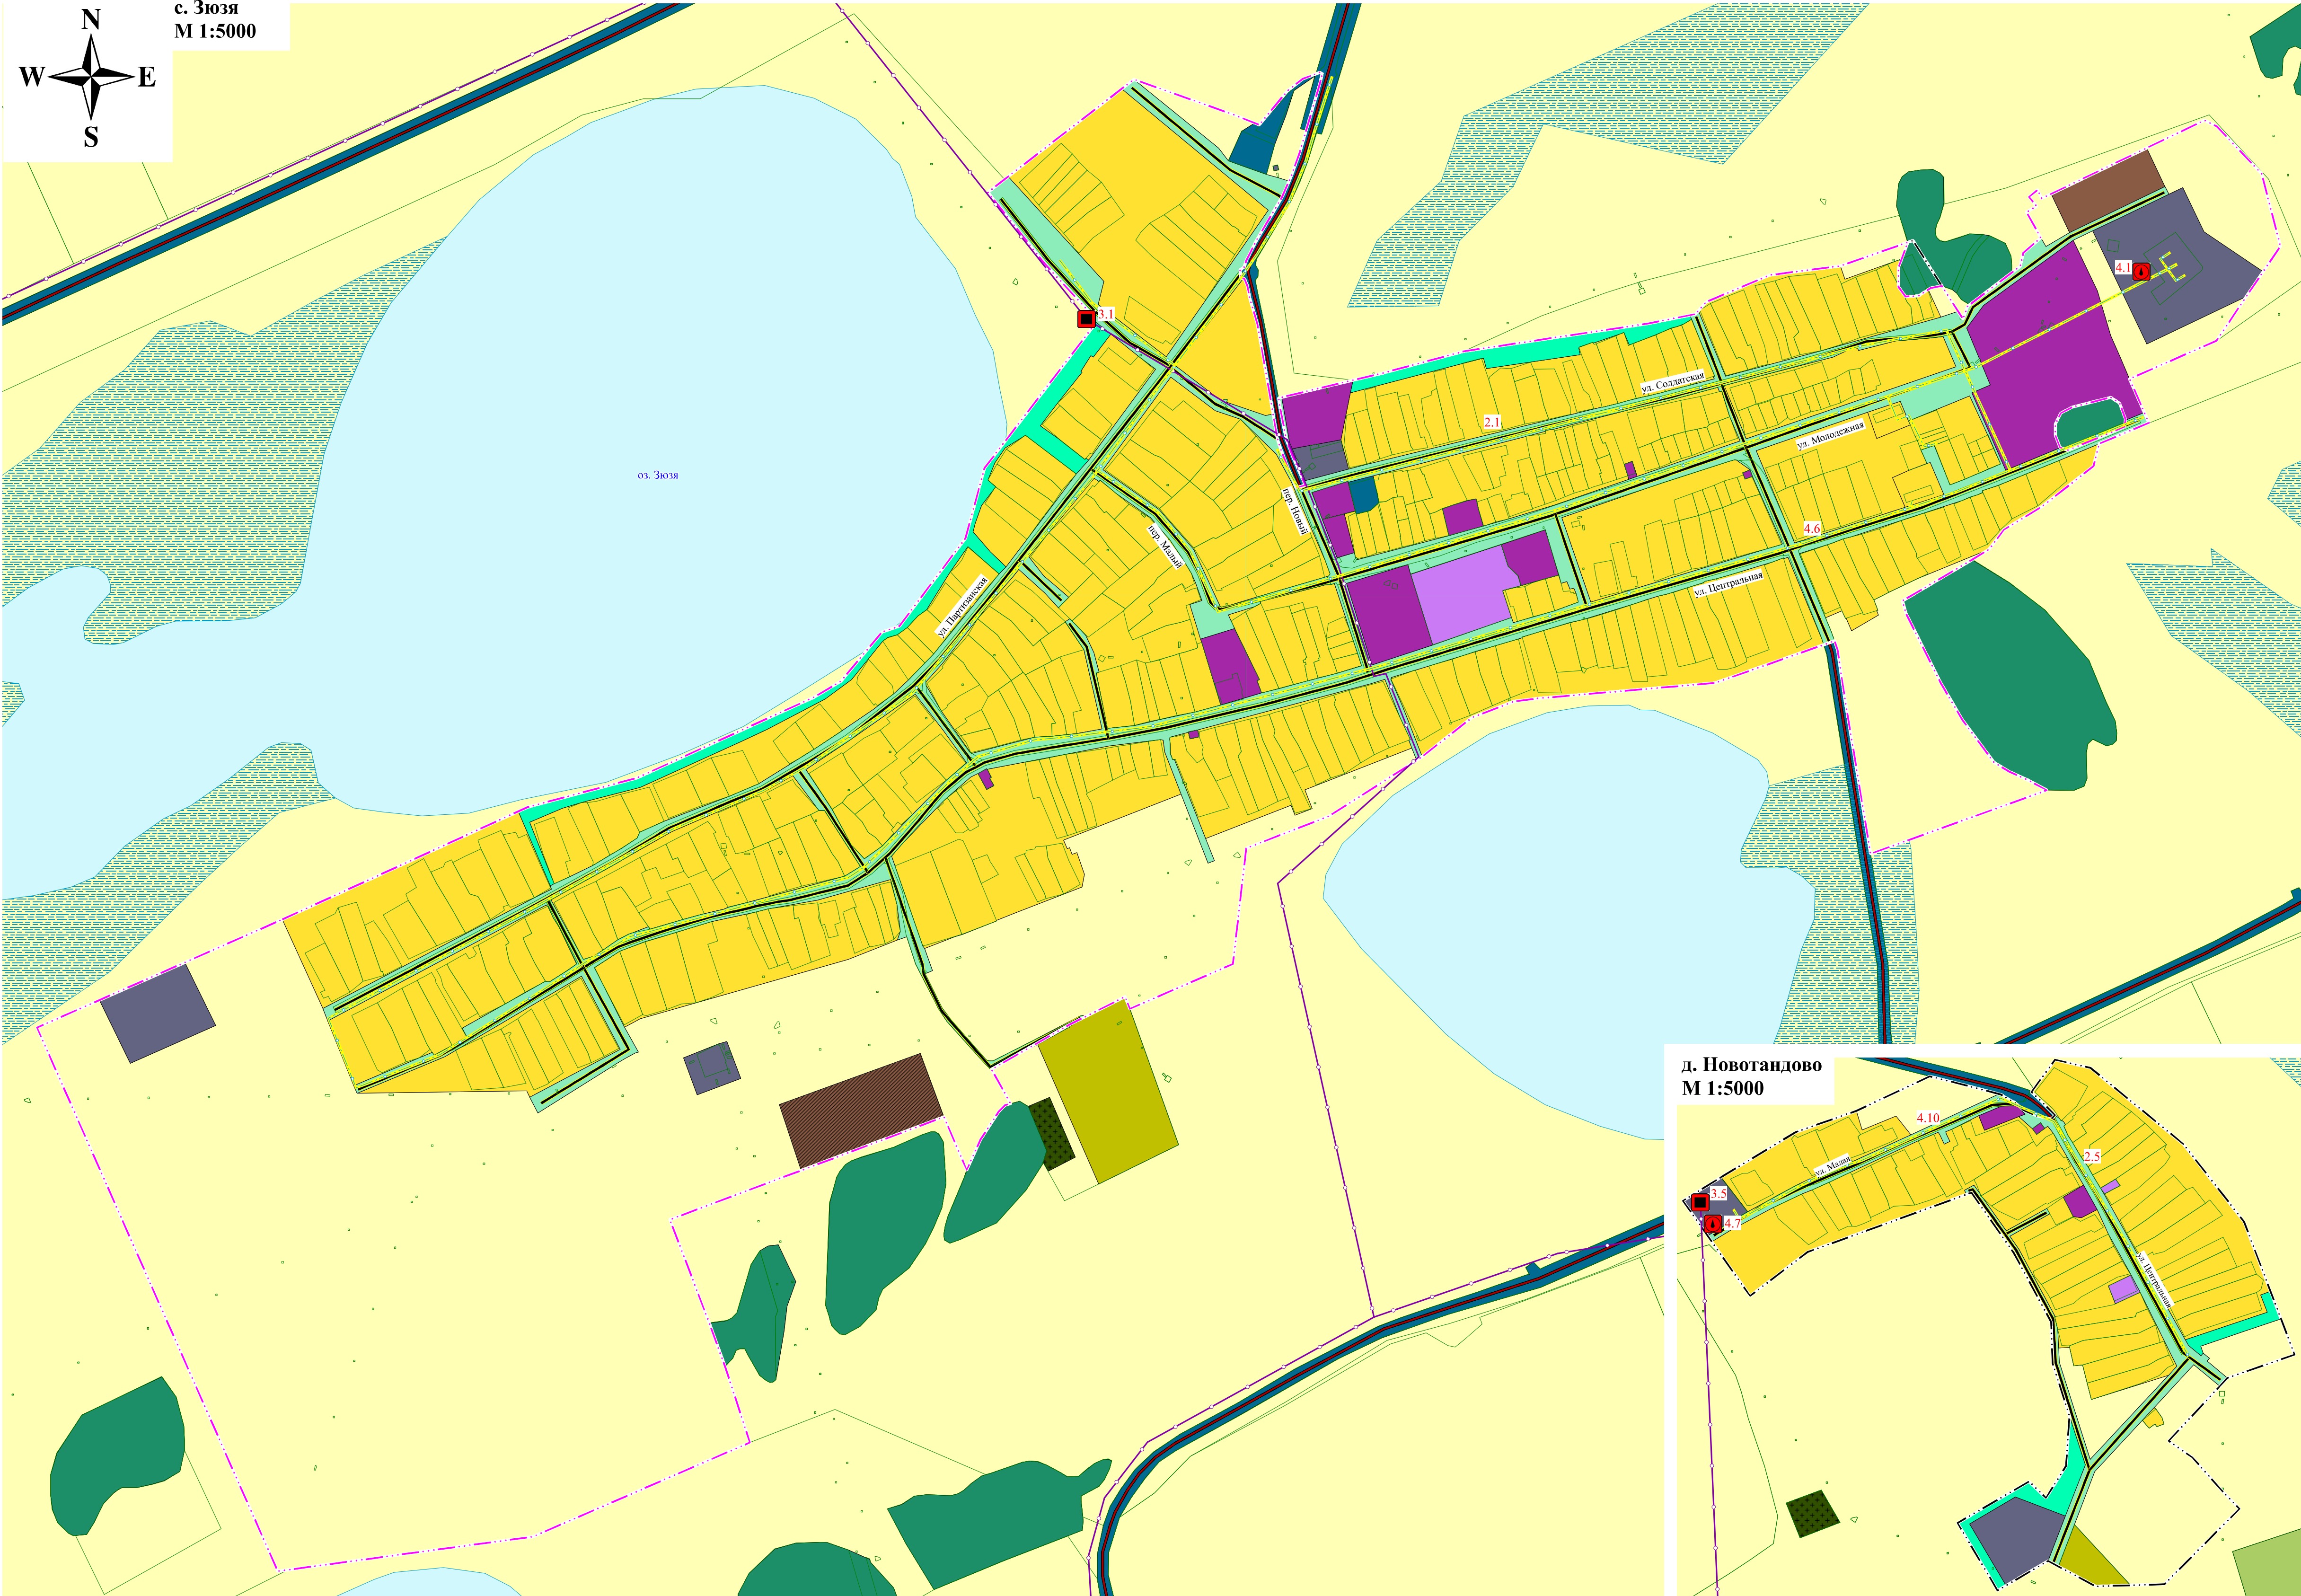 с. Зюзя
М 1:5000
N
W
E
S
4.1
3.1
ул. Солдатская
2.1
ул. Молодежная
оз. Зюзя
пер. Новый
пер. Малый
4.6
ул. Центральная
ул. Партизанская
д. Новотандово
М 1:5000
4.10
2.5
ул. Малая
3.5
4.7
ул. Центральная